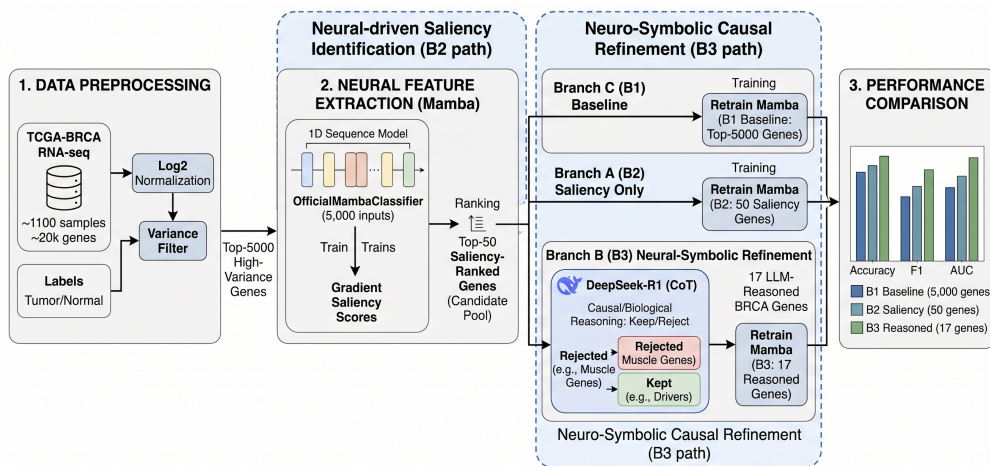 Neural-driven Saliency
Identification (B2 path)
Neuro-Symbolic Causal
Refinement (B3 path)
1. DATA PREPROCESSING
TCGA-BRCA
RNA-seq
~1100 samples
~20k genes
Labels
Tumor/Normal
Log2
Normalization
Variance
Filter
Top-5000
High-
Variance
Genes
2. NEURAL FEATURE
EXTRACTION (Mamba)
1D Sequence Model
...
OfficialMambaClassifier
(5,000 inputs)
Train
Trains
Gradient
Saliency
Scores
Ranking
Top-50
Saliency-
Ranked
Genes
(Candidate
Pool)
Branch C (B1)
Baseline
Training
Retrain Mamba
(B1 Baseline:
Top-5000 Genes)
Branch A (B2)
Saliency Only
Training
Retrain Mamba
(B2: 50 Saliency
Genes)
Branch B (B3) Neural-Symbolic Refinement
DeepSeek-R1 (CoT)
Causal/Biological
Reasoning: Keep/Reject
Rejected
(e.g., Muscle
Genes)
Rejected
Muscle Genes
Kept
(e.g., Drivers)
17 LLM-
Reasoned
BRCA Genes
Retrain
Mamba
(B3: 17
Reasoned
Genes)
Neuro-Symbolic Causal Refinement
(B3 path)
3. PERFORMANCE
COMPARISON
Accuracy F1 AUC
B1 Baseline (5,000 genes
B2 Saliency (50 genes)
B3 Reasoned (17 genes)